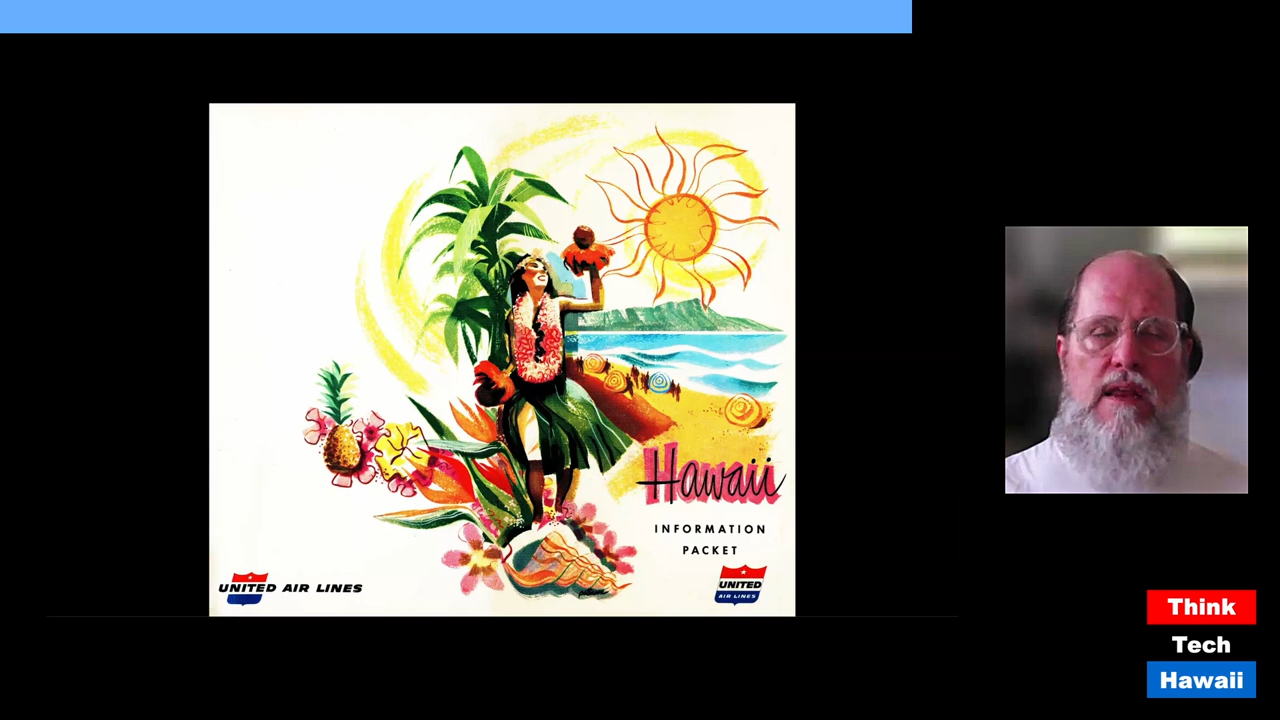 Hawaii
INFORMATION
PACKET
UNITED AIR LINES
UNITED
AIR LINES
Think
Tech
Hawaii